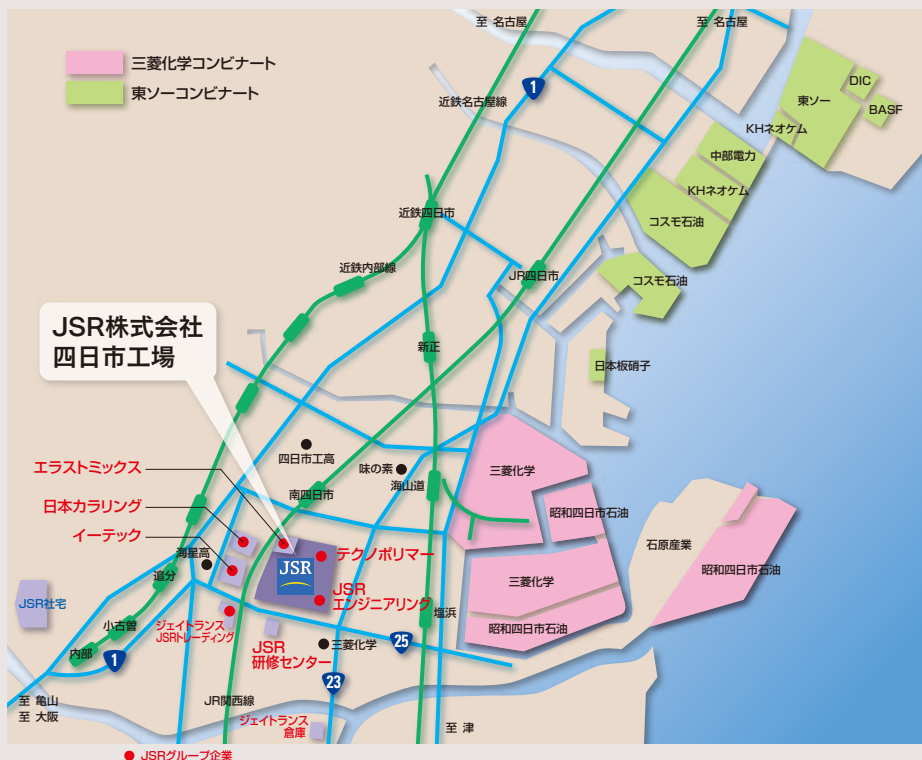 至 名古屋
至 名古屋
三菱化学コンビナート
東ソーコンビナート
近鉄名古屋線
1
東ソー
DIC
BASF
KHネオケム
中部電力
KHネオケム
コスモ石油
近鉄四日市
近鉄内部線
JR四日市
コスモ石油
JSR株式会社
四日市工場
新正
日本板硝子
四日市工高
味の素
海山道
三菱化学
エラストミックス
南四日市
日本カラリング
昭和四日市石油
イーテック
海星高
JSR
テクノポリマー
石原産業
昭和四日市石油
追分
三菱化学
JSR社宅
JSR
エンジニアリング
塩浜
小古曽
ジェイトランス
JSRトレーディング
昭和四日市石油
内部
1
JSR
研修センター
三菱化学
25
23
至 亀山
至 大阪
JR関西線
ジェイトランス
倉庫
至 津
JSRグループ企業